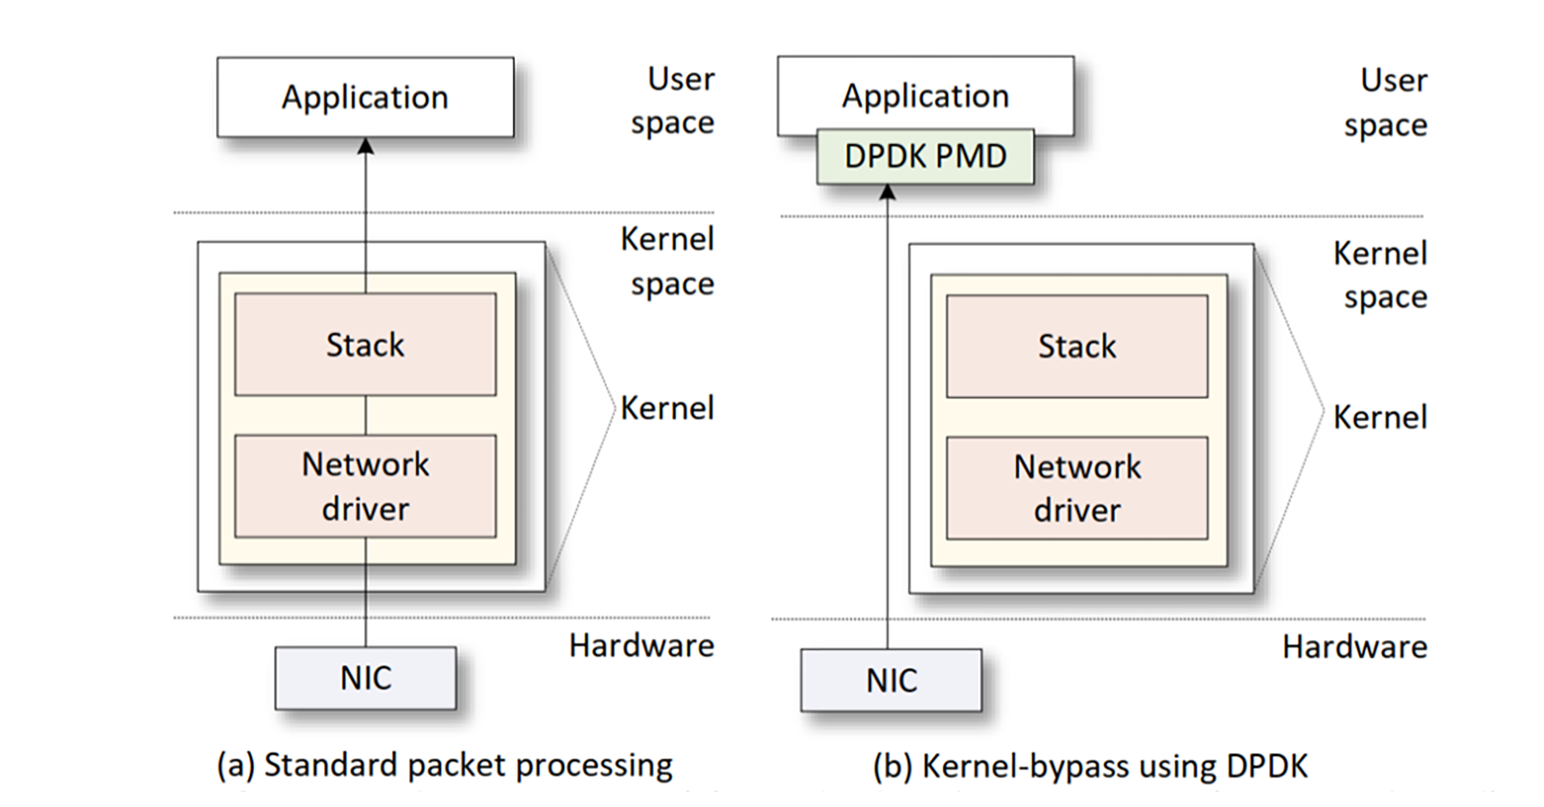 Application
User
space
Kernel
space
Stack
Kernel
Network
driver
Hardware
NIC
(a) Standard packet processing
Application
DPDK PMD
User
space
Kernel
space
Stack
Kernel
Network
driver
Hardware
NIC
(b) Kernel-bypass using DPDK